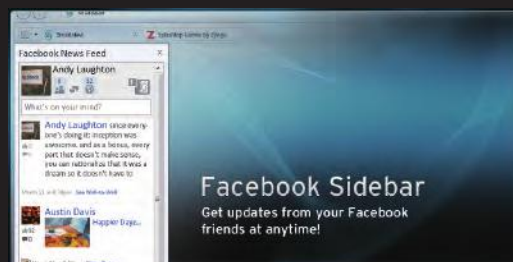 Facebook News Feed
Andy Laughton
What's on your mind?
Andy Laughton since every-
one's doing it: inception was
awesome, and as a bonus, every
part that doesn't make sense,
you can rationalize that it was a
dream so it doesn't have to
Austin Davis
Happier Days...
Facebook Sidebar
Get updates from your Facebook
friends at anytime!